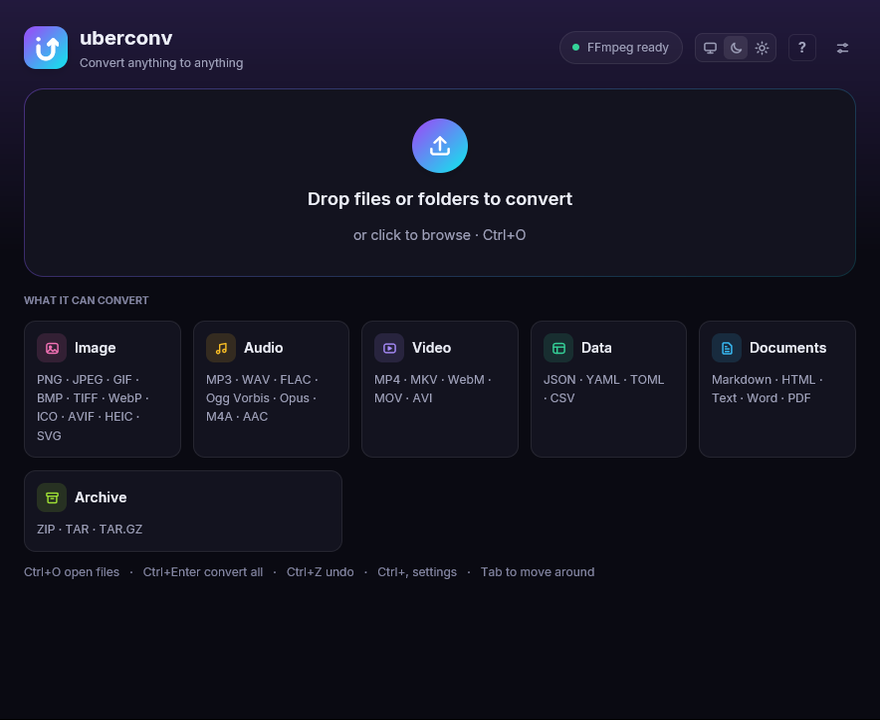 uberconv
Convert anything to anything
FFmpeg ready
?
Drop files or folders to convert
or click to browse · Ctrl+O
WHAT IT CAN CONVERT
Image
PNG · JPEG · GIF ·
BMP · TIFF · WebP ·
ICO · AVIF · HEIC ·
SVG
Audio
MP3 · WAV · FLAC ·
Ogg Vorbis · Opus ·
M4A · AAC
Video
MP4 · MKV · WebM ·
MOV · AVI
Data
JSON · YAML · TOML
· CSV
Documents
Markdown · HTML ·
Text · Word · PDF
Archive
ZIP · TAR · TAR.GZ
Ctrl+O open files · Ctrl+Enter convert all · Ctrl+Z undo · Ctrl+, settings · Tab to move around